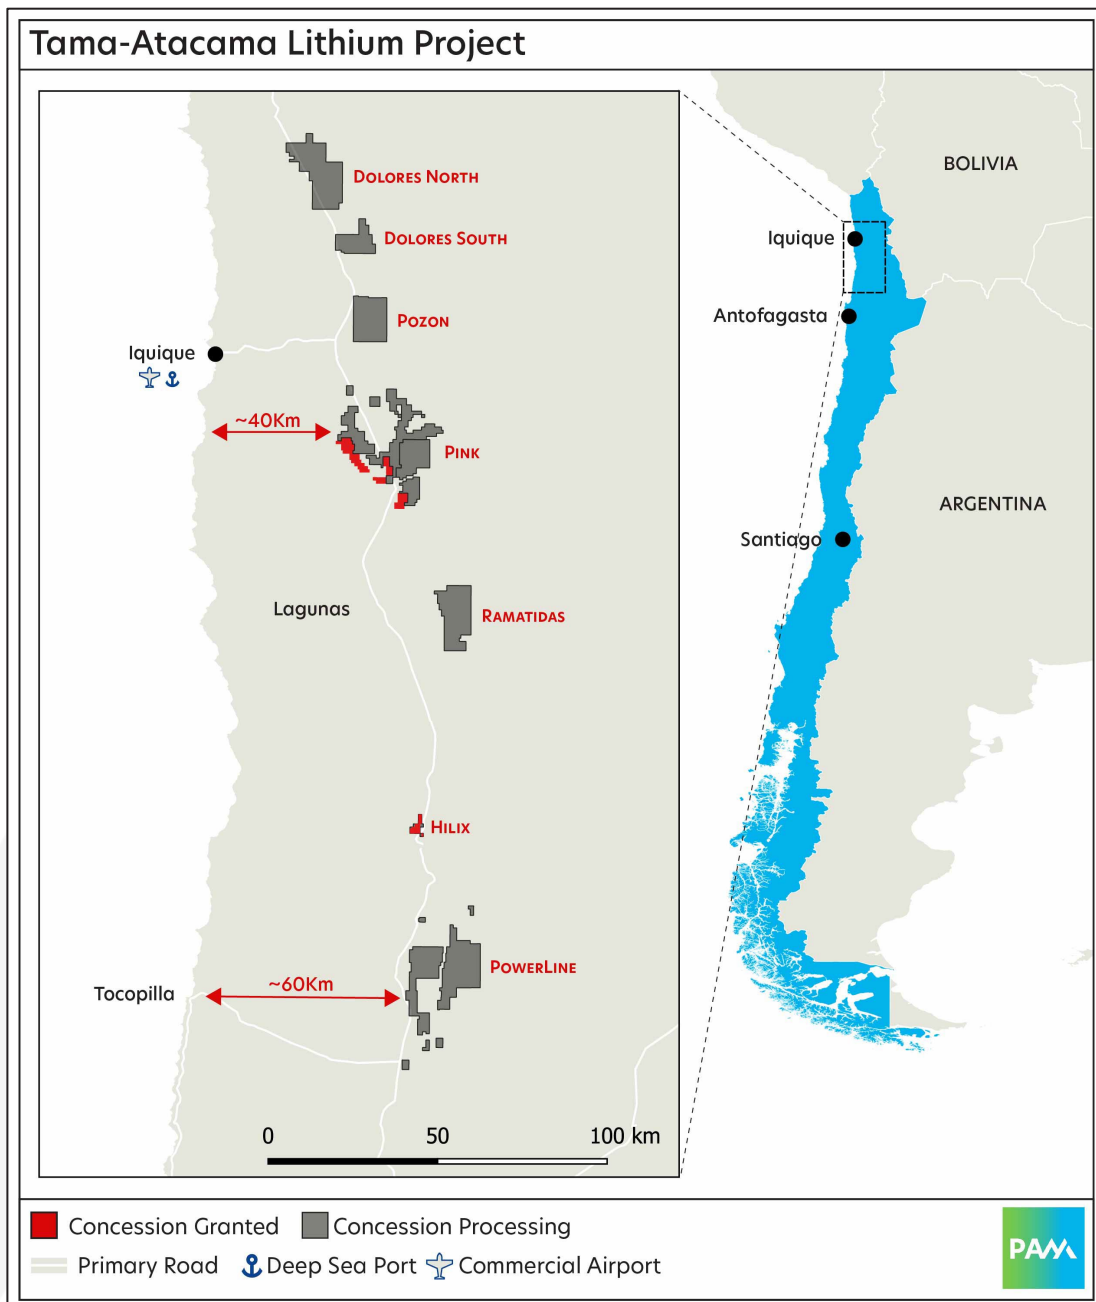 Tama-Atacama Lithium Project
DOLORES NORTH
DOLORES SOUTH
POZON
Iquique
~40Km
PINK
Lagunas
RAMATIDAS
HILIX
POWERLINE
Tocopilla
~60Km
0 50 100 km
BOLIVIA
Iquique
Antofagasta
ARGENTINA
Santiago
Concession Granted Concession Processing
Primary Road Deep Sea Port Commercial Airport
PAM